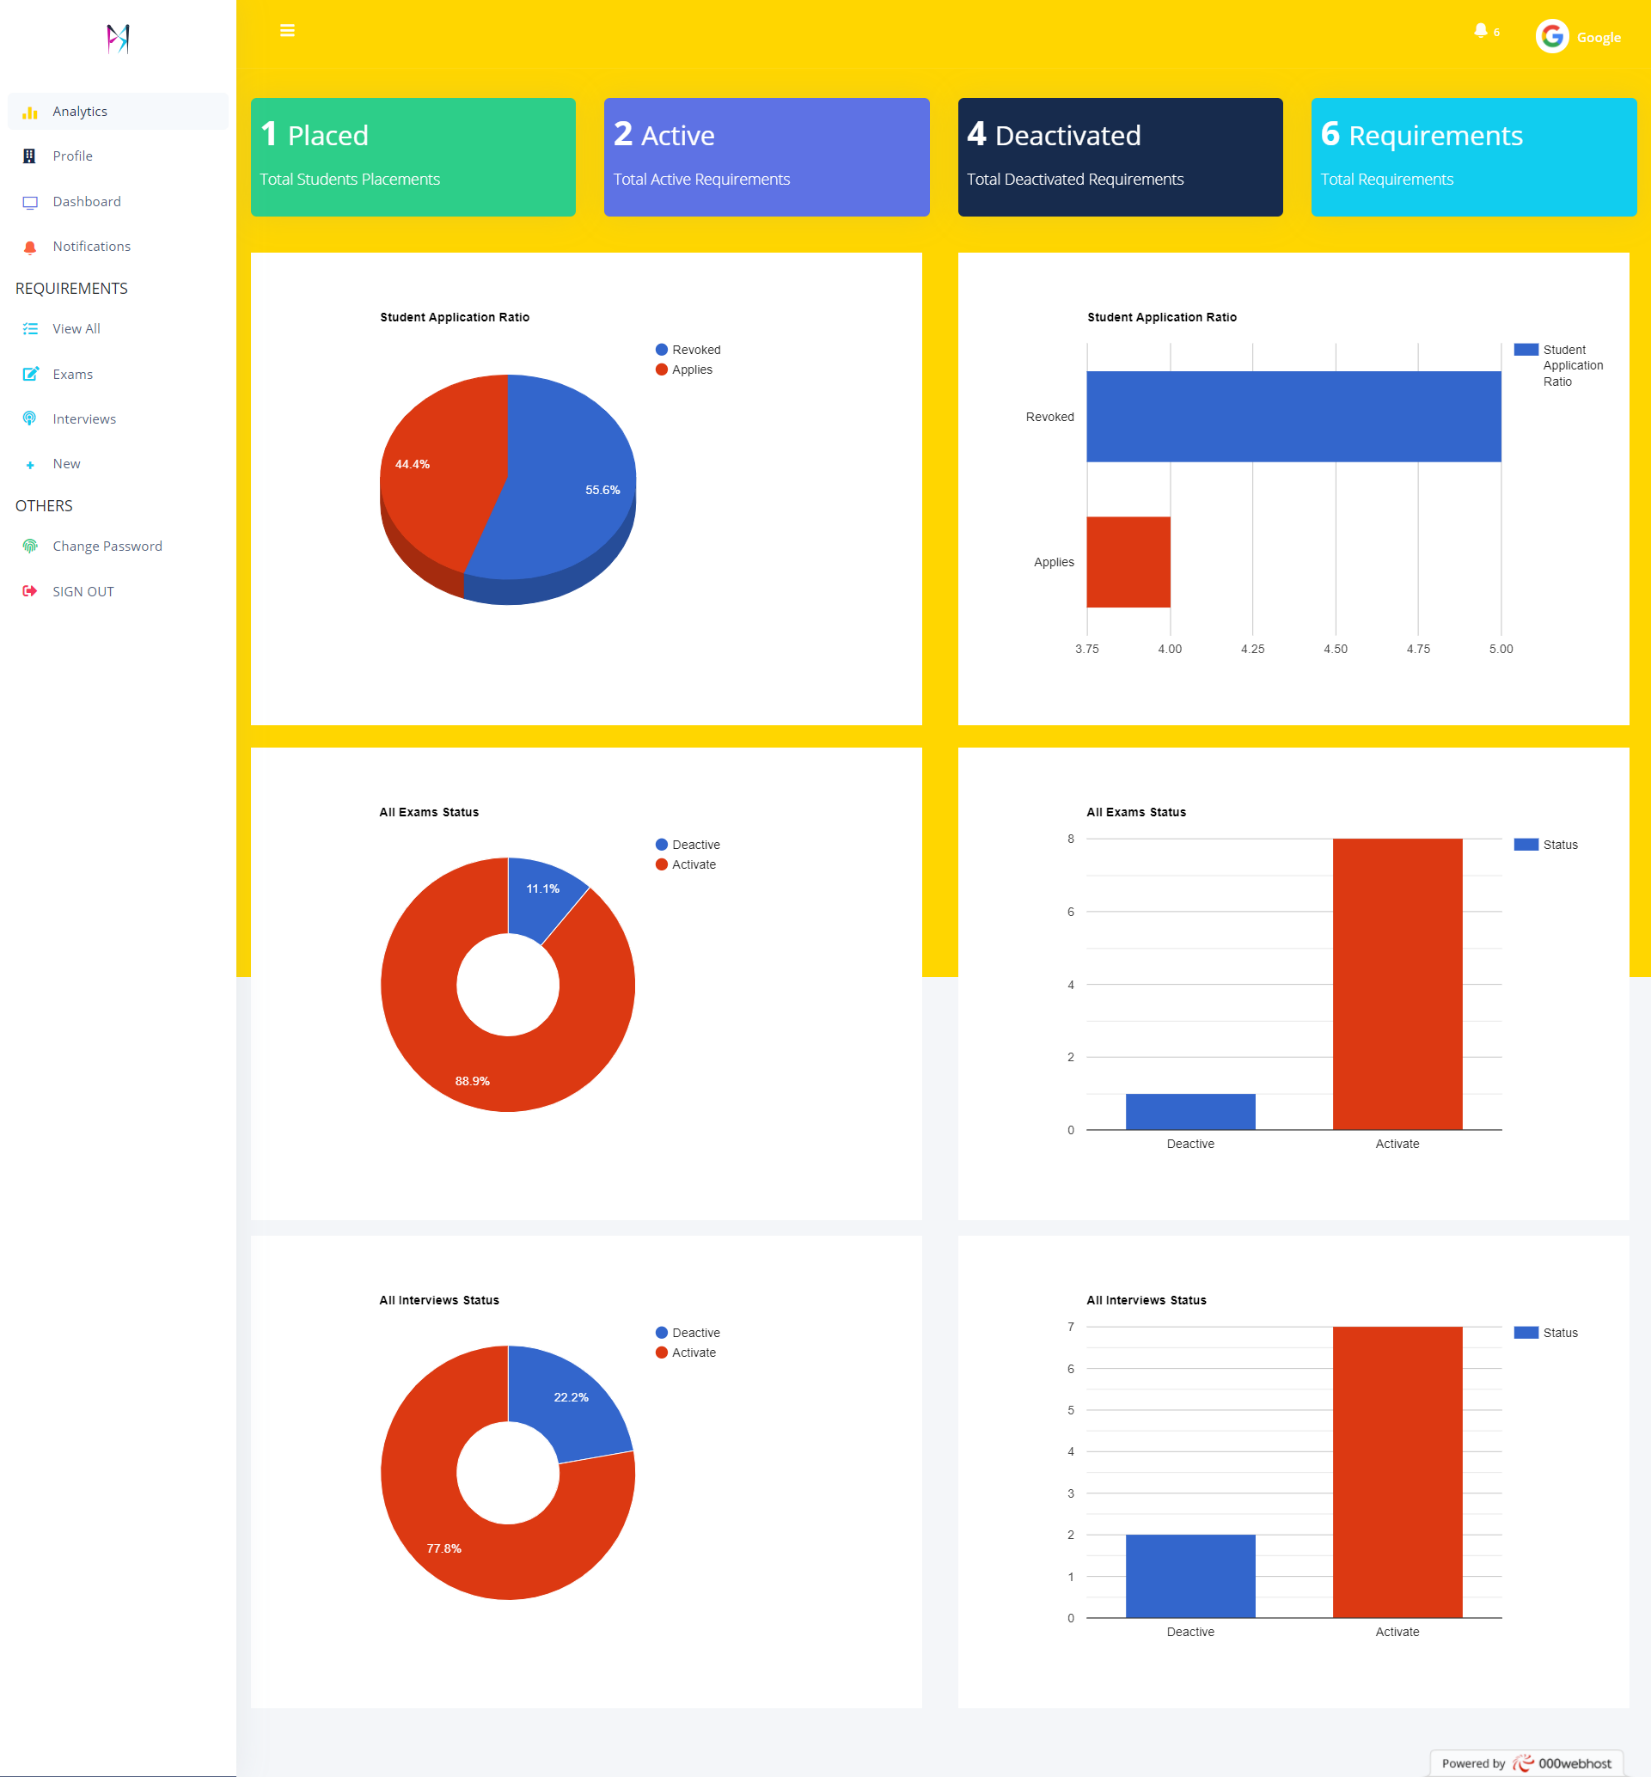 6
Google
Analytics
Profile
Dashboard
Notifications
REQUIREMENTS
View All
Exams
Interviews
+ New
OTHERS
Change Password
SIGN OUT
1 Placed
Total Students Placements
2 Active
Total Active Requirements
4 Deactivated
Total Deactivated Requirements
6 Requirements
Total Requirements
Student Application Ratio
Revoked
Applies
44.4%
55.6%
Student Application Ratio
Student
Application
Ratio
Revoked
Applies
3.75 4.00 4.25 4.50 4.75 5.00
All Exams Status
Deactive
Activate
11.1%
88.9%
All Exams Status
Status
8
6
4
2
0
Deactive Activate
All Interviews Status
Deactive
Activate
22.2%
77.8%
All Interviews Status
Status
7
6
5
4
3
2
1
0
Deactive Activate
Powered by 000webhost